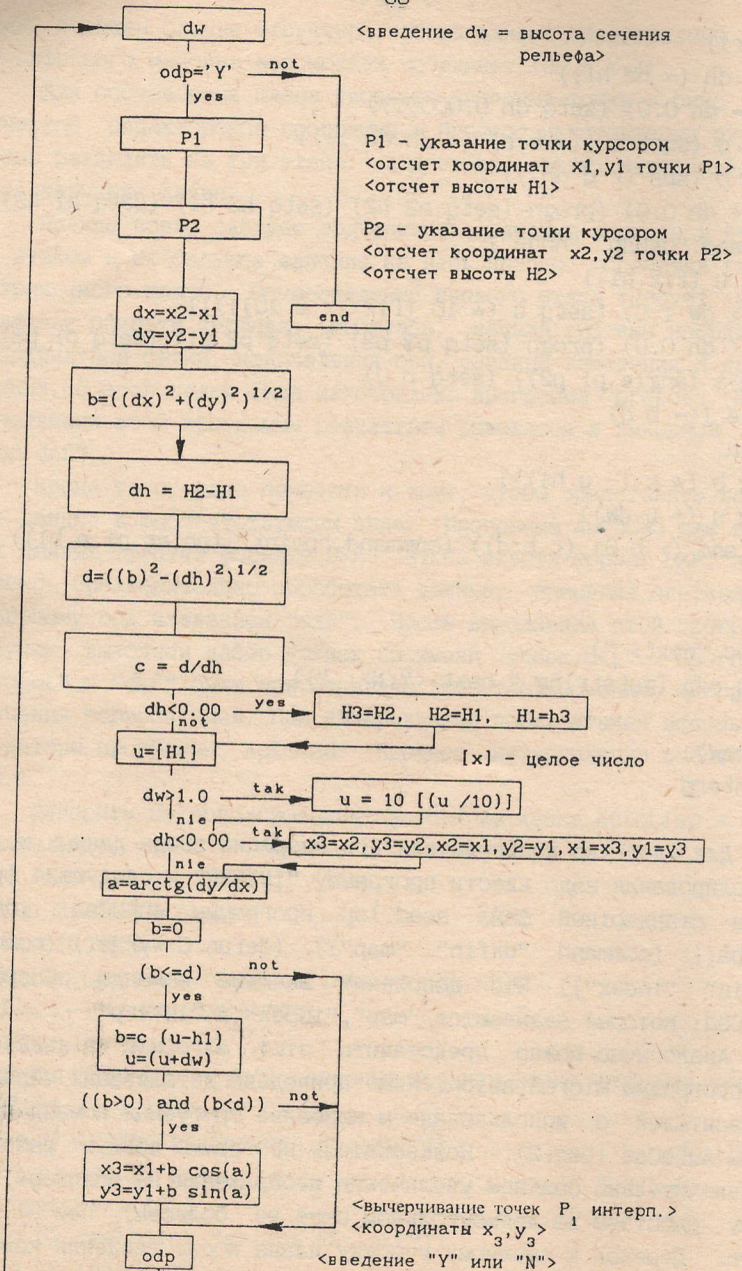 dw
<введение dw = высота сечения
рельефа>
odp='Y'
not
yes
P1
P1 - указание точки курсором
<отсчет координат x1,y1 точки P1>
<отсчет высоты H1>
P2
P2 - указание точки курсором
<отсчет координат x2,y2 точки P2>
<отсчет высоты H2>
dx=x2-x1
dy=y2-y1
end
b=((dx)²+(dy)²)^1/2
dh = H2-H1
d=((b)²-(dh)²)^1/2
c = d/dh
dh<0.00
yes
H3=H2, H2=H1, H1=h3
not
u=[H1]
[x] - целое число
dw>1.0
tak
u = 10 [(u /10)]
nie
dh<0.00
tak
x3=x2,y3=y2,x2=x1,y2=y1,x1=x3,y1=y3
nie
a=arctg(dy/dx)
b=0
(b<=d)
not
yes
b=c (u-h1)
u=(u+dw)
((b>0) and (b<d))
not
yes
x3=x1+b cos(a)
y3=y1+b sin(a)
<вычерчивание точек P₁ интерп.>
<координаты x₃,y₃>
odp
<введение "Y" или "N">